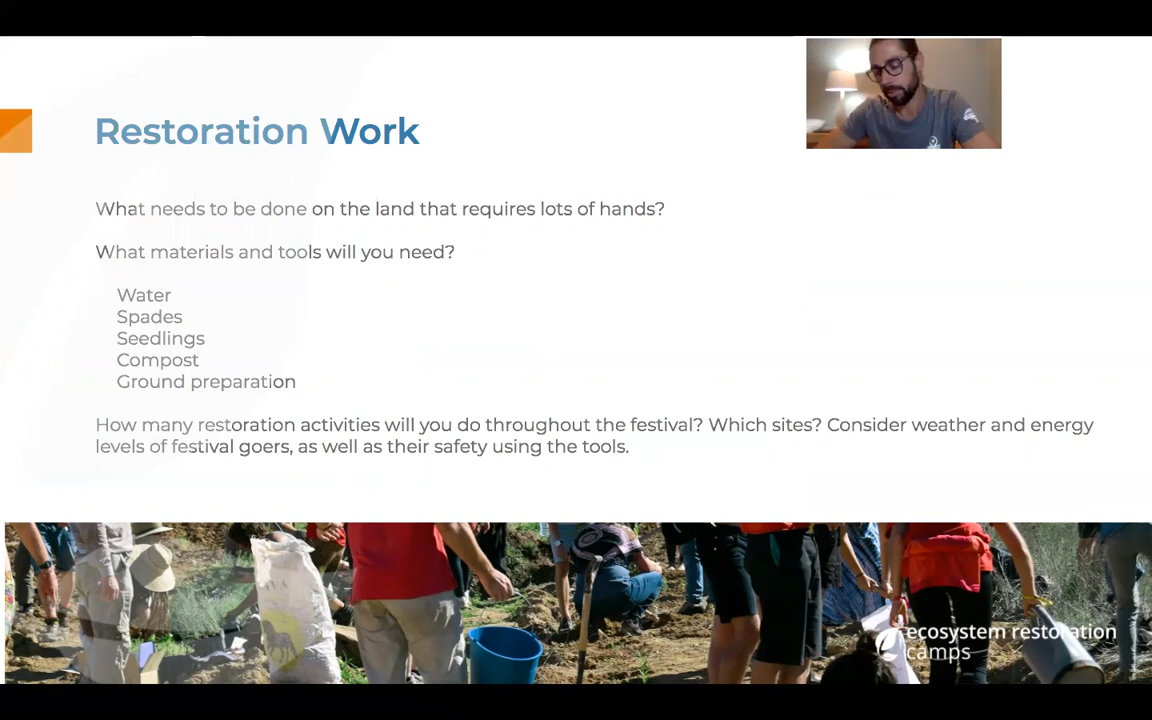 Restoration Work
What needs to be done on the land that requires lots of hands?
What materials and tools will you need?
Water
Spades
Seedlings
Compost
Ground preparation
How many restoration activities will you do throughout the festival? Which sites? Consider weather and energy
levels of festival goers, as well as their safety using the tools.
ecosystem restoration
camps